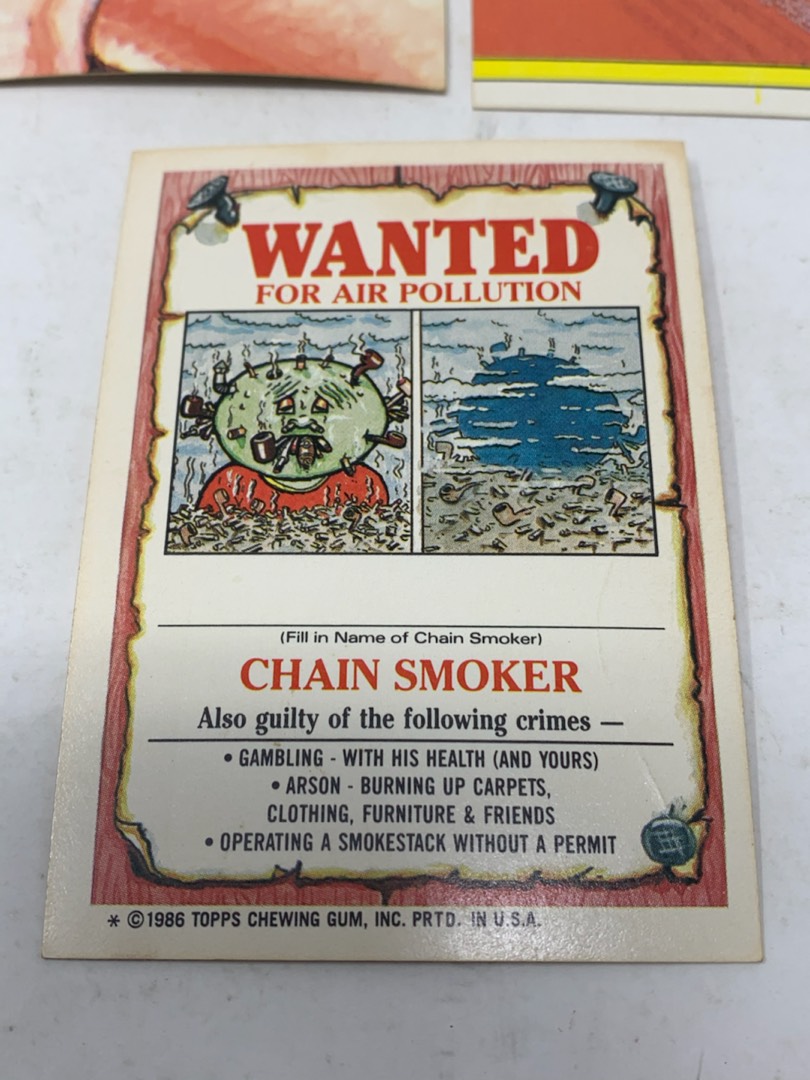 WANTED
FOR AIR POLLUTION
(Fill in Name of Chain Smoker)
CHAIN SMOKER
Also guilty of the following crimes —
• GAMBLING - WITH HIS HEALTH (AND YOURS)
• ARSON - BURNING UP CARPETS,
CLOTHING, FURNITURE & FRIENDS
• OPERATING A SMOKESTACK WITHOUT A PERMIT
* ©1986 TOPPS CHEWING GUM, INC. PRTD. IN U.S.A.